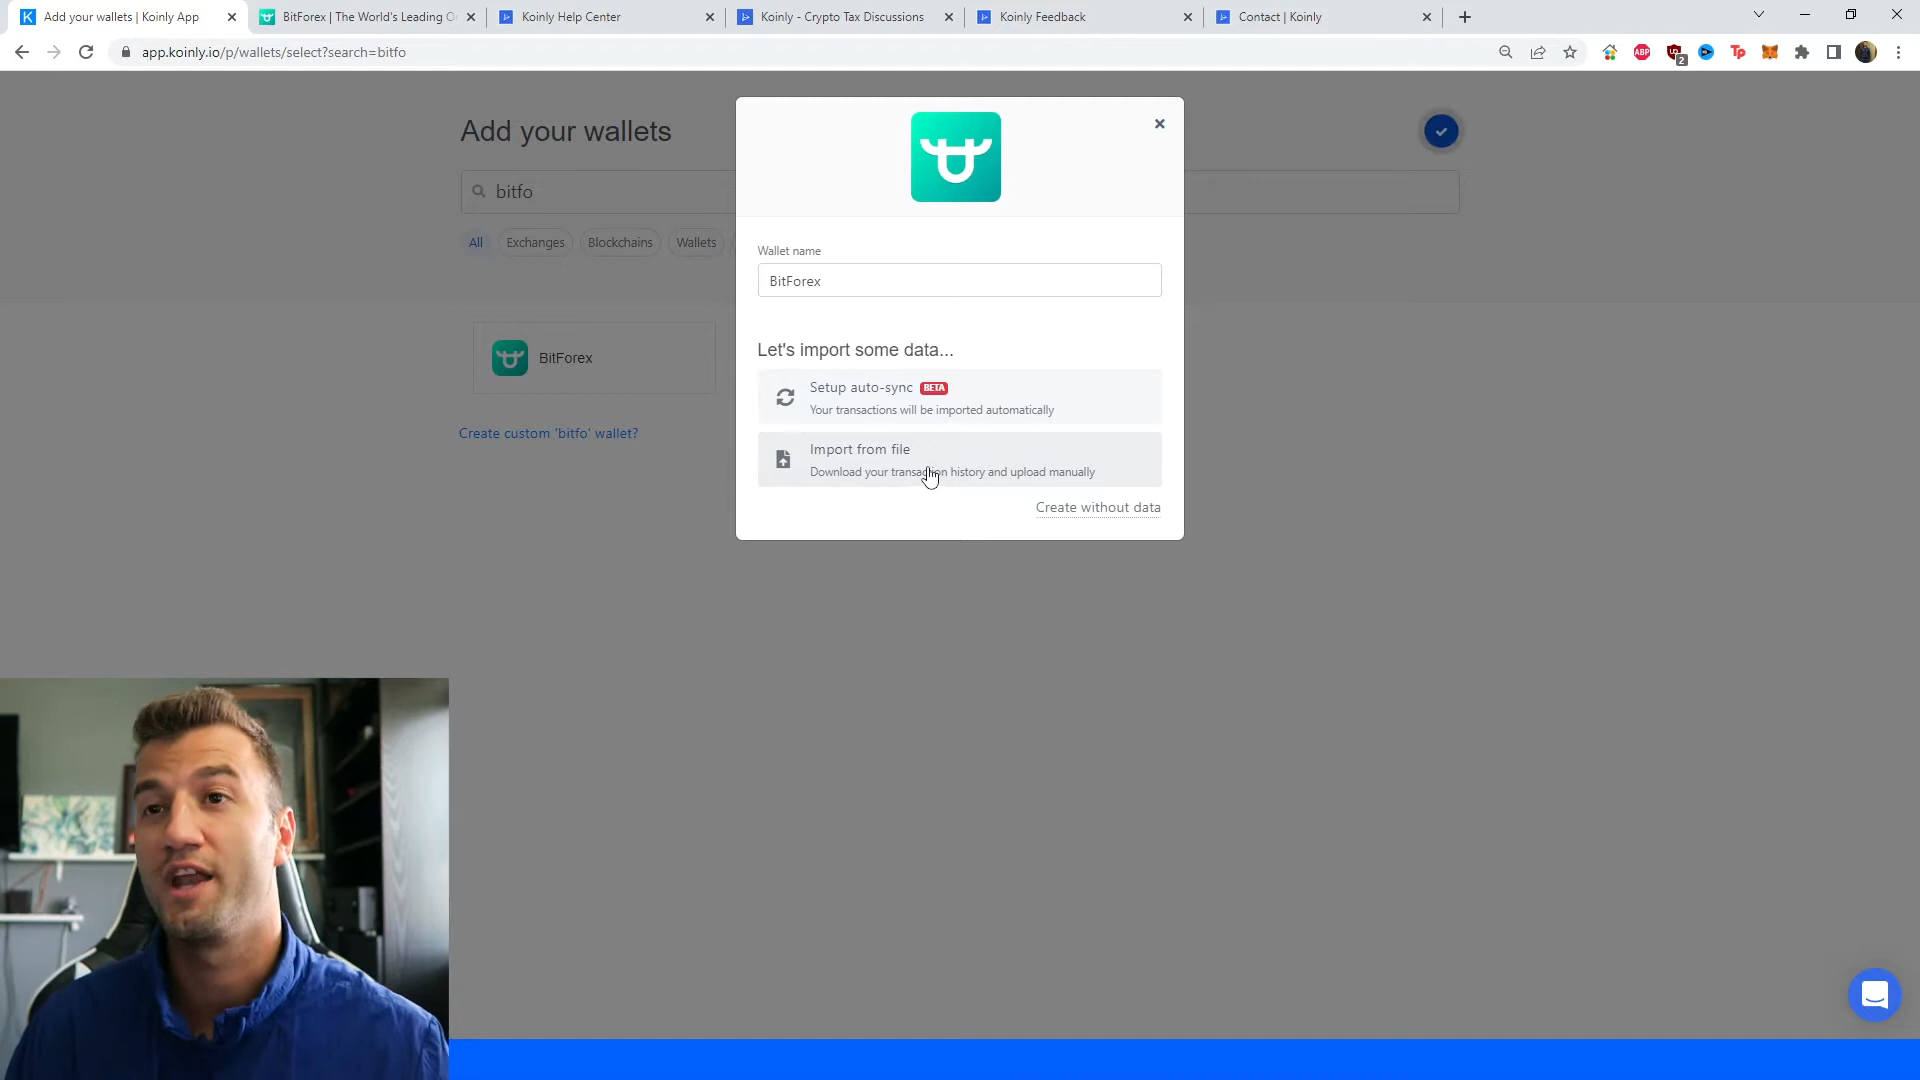 Add your wallets | Koinly App
BitForex | The World's Leading O
Koinly Help Center
Koinly - Crypto Tax Discussions
Koinly Feedback
Contact | Koinly
app.koinly.io/p/wallets/select?search=bitfo
ABP
2
Tp
Add your wallets
bitfo
All
Exchanges
Blockchains
Wallets
BitForex
Create custom 'bitfo' wallet?
Wallet name
BitForex
Let's import some data...
Setup auto-sync BETA
Your transactions will be imported automatically
Import from file
Download your transaction history and upload manually
Create without data